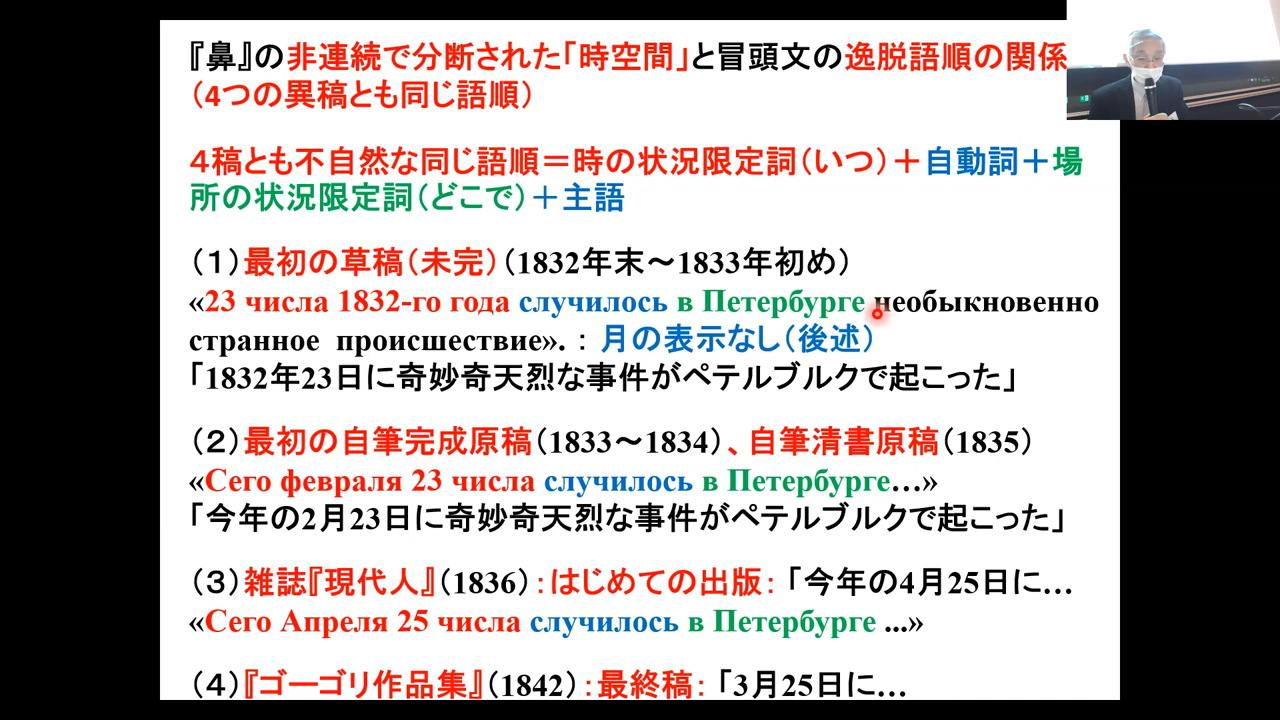 『鼻』の非連続で分断された「時空間」と冒頭文の逸脱語順の関係
（4つの異稿とも同じ語順）
４稿とも不自然な同じ語順＝時の状況限定詞（いつ）＋自動詞＋場
所の状況限定詞（どこで）＋主語
（１）最初の草稿（未完）（1832年末～1833年初め）
«23 числа 1832-го года случилось в Петербурге необыкновенно
странное происшествие».：月の表示なし（後述）
「1832年23日に奇妙奇天烈な事件がペテルブルクで起こった」
（２）最初の自筆完成原稿（1833～1834）、自筆清書原稿（1835）
«Сего февраля 23 числа случилось в Петербурге…»
「今年の2月23日に奇妙奇天烈な事件がペテルブルクで起こった」
（３）雑誌『現代人』（1836）：はじめての出版：「今年の4月25日に…
«Сего Апреля 25 числа случилось в Петербурге ...»
（４）『ゴーゴリ作品集』（1842）：最終稿：「3月25日に…